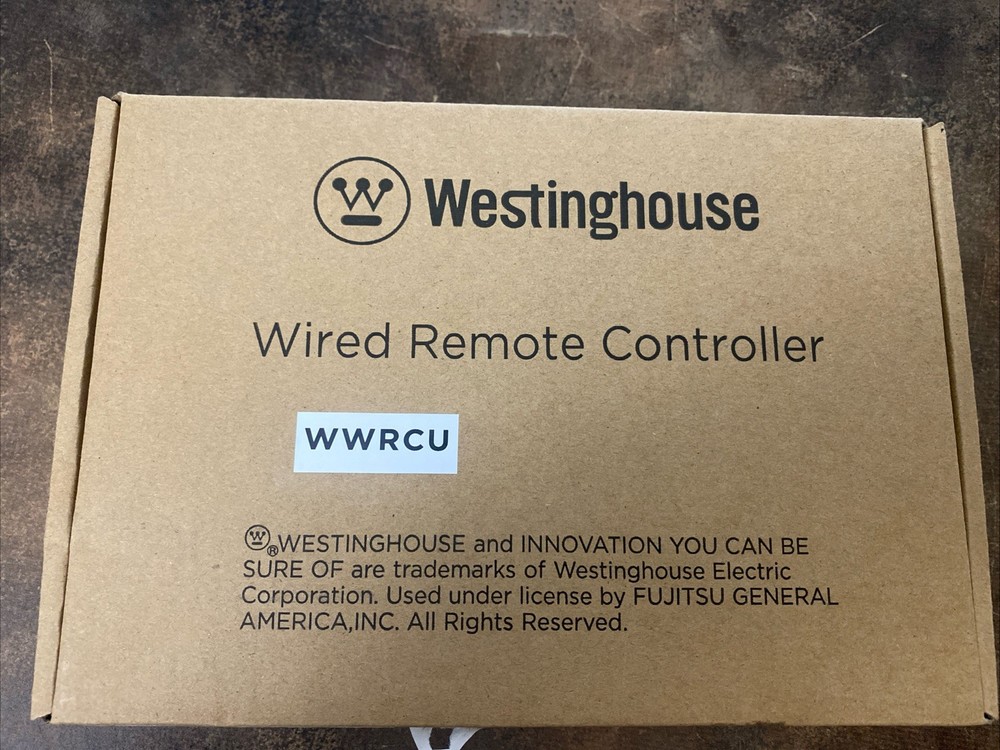 Westinghouse
Wired Remote Controller
WWRCU
W®WESTINGHOUSE and INNOVATION YOU CAN BE
SURE OF are trademarks of Westinghouse Electric
Corporation. Used under license by FUJITSU GENERAL
AMERICA,INC. All Rights Reserved.